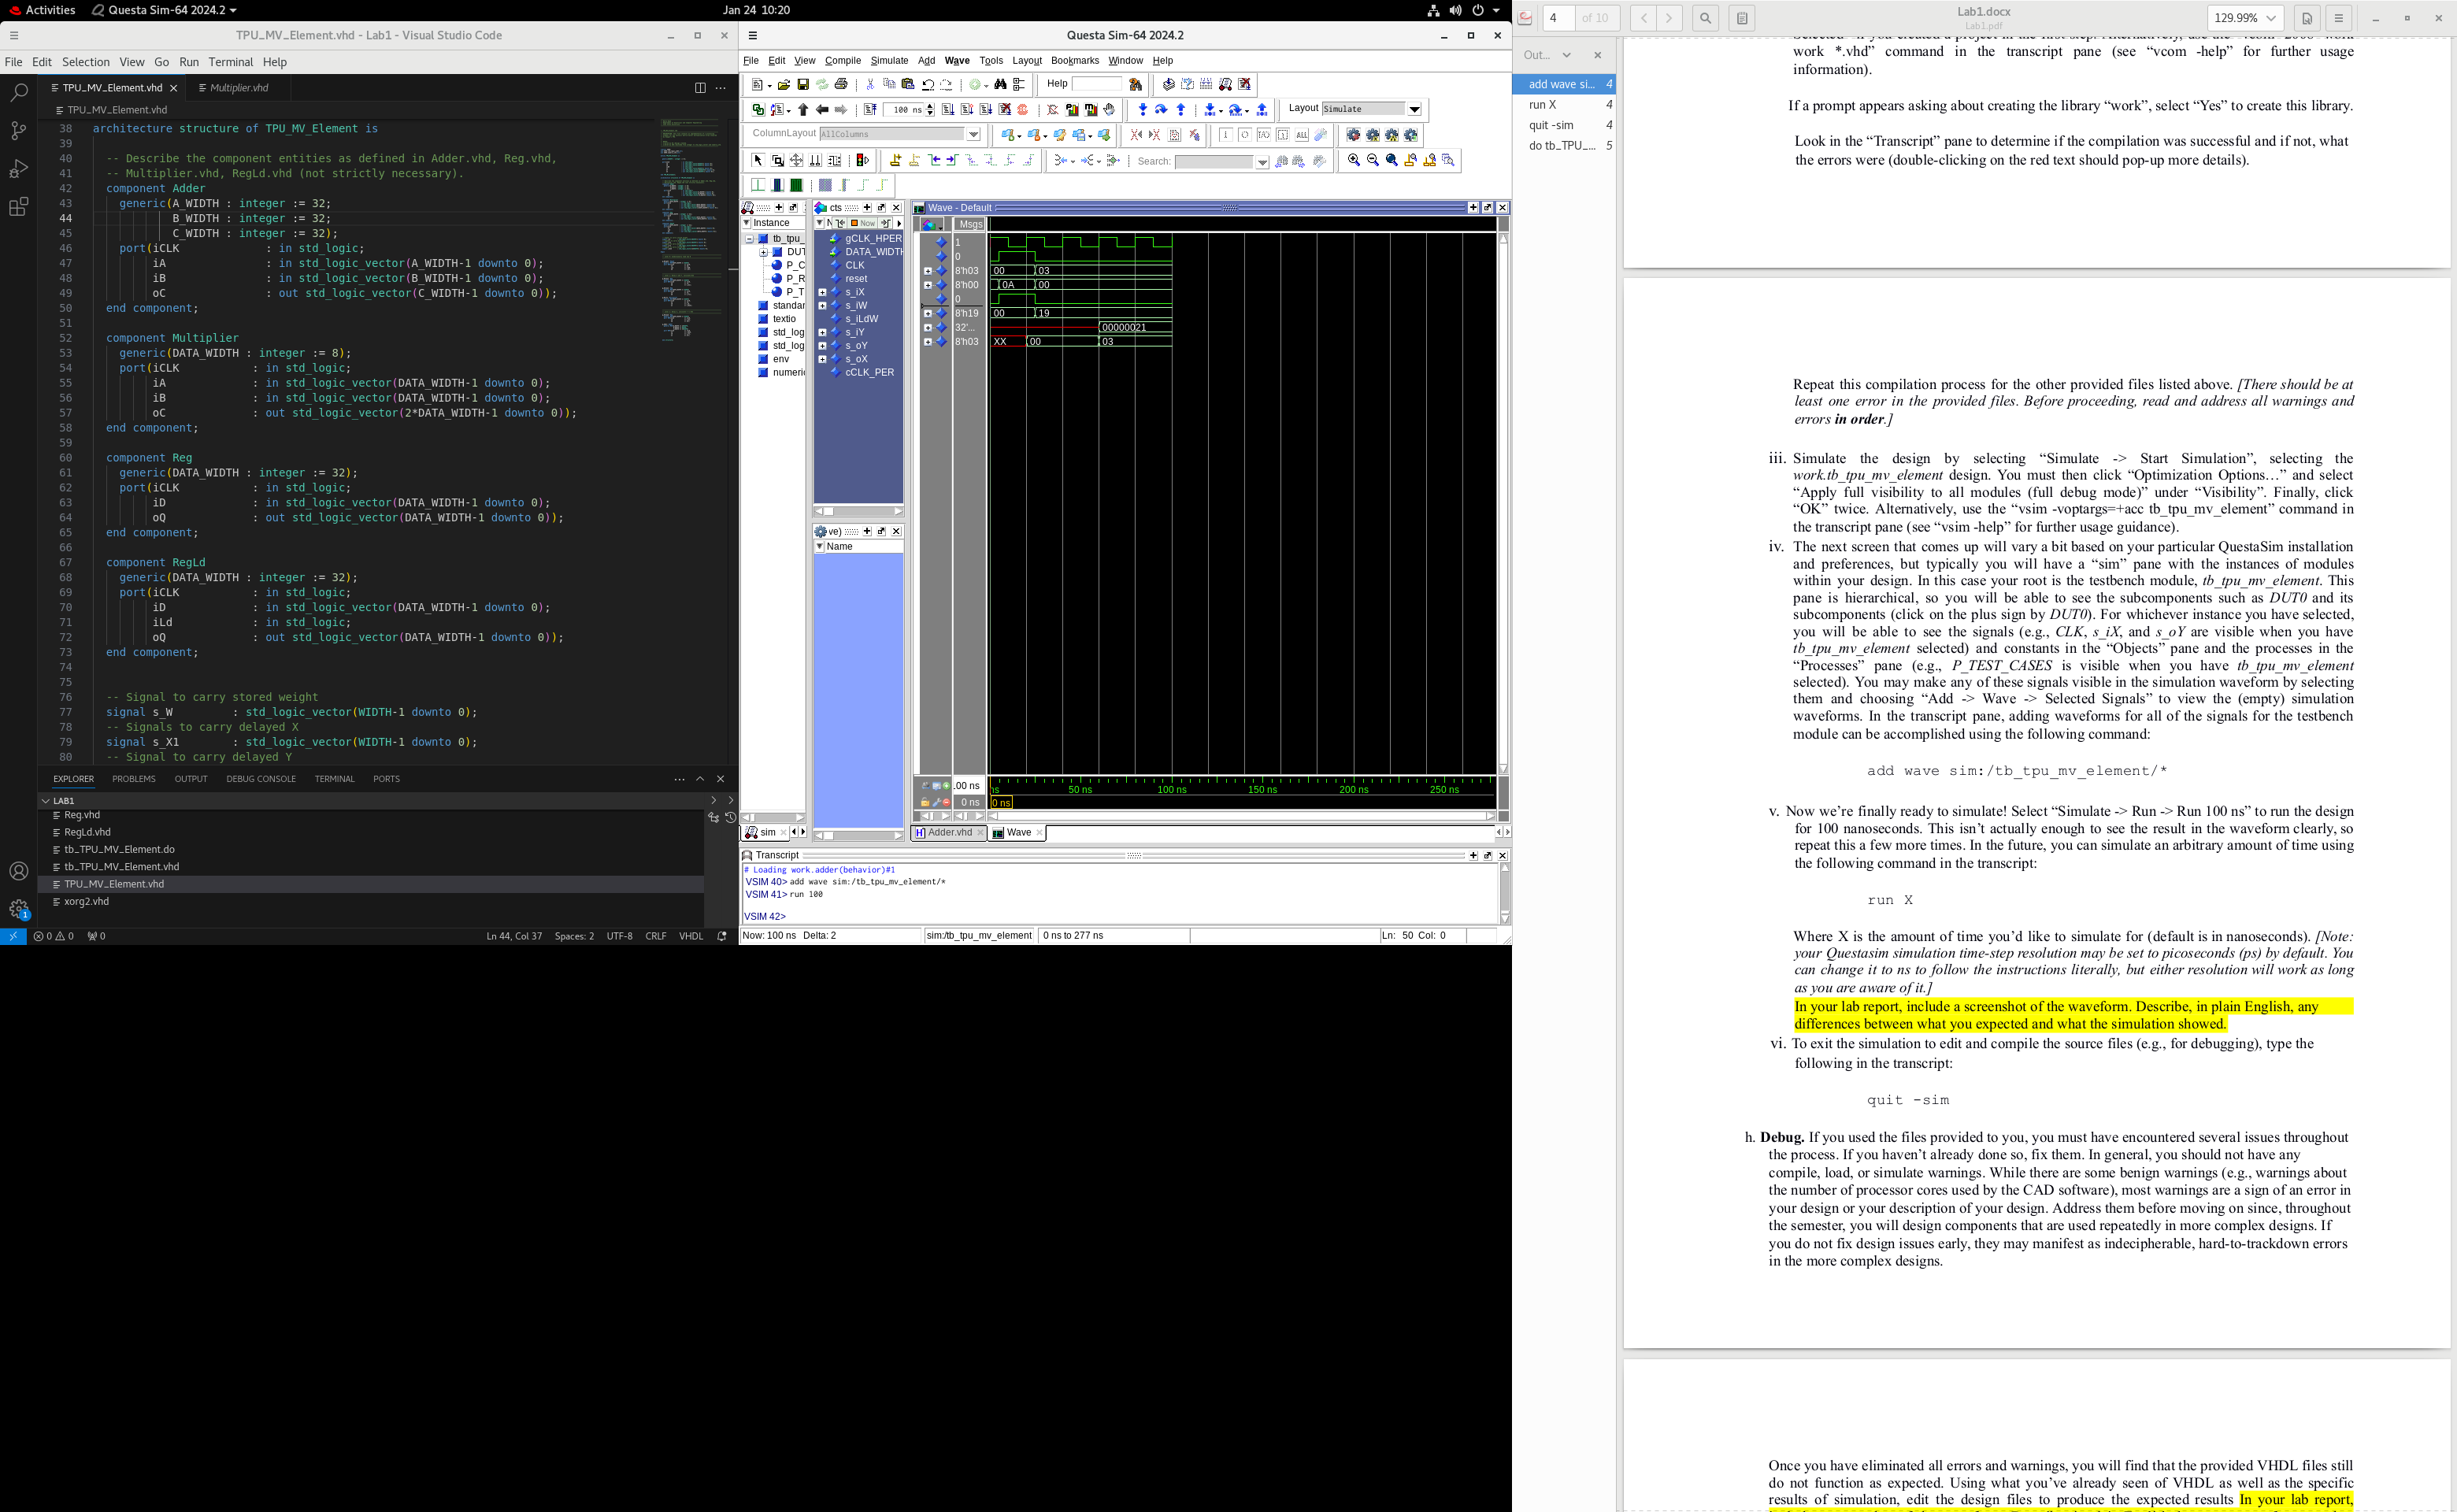 Activities
Questa Sim-64 2024.2
Jan 24 10:20
TPU_MV_Element.vhd - Lab1 - Visual Studio Code
File Edit Selection View Go Run Terminal Help
TPU_MV_Element.vhd
Multiplier.vhd
TPU_MV_Element.vhd
38 architecture structure of TPU_MV_Element is
39
40 -- Describe the component entities as defined in Adder.vhd, Reg.vhd,
41 -- Multiplier.vhd, RegLd.vhd (not strictly necessary).
42 component Adder
43 generic(A_WIDTH : integer := 32;
44 B_WIDTH : integer := 32;
45 C_WIDTH : integer := 32);
46 port(iCLK : in std_logic;
47 iA : in std_logic_vector(A_WIDTH-1 downto 0);
48 iB : in std_logic_vector(B_WIDTH-1 downto 0);
49 oC : out std_logic_vector(C_WIDTH-1 downto 0));
50 end component;
51
52 component Multiplier
53 generic(DATA_WIDTH : integer := 8);
54 port(iCLK : in std_logic;
55 iA : in std_logic_vector(DATA_WIDTH-1 downto 0);
56 iB : in std_logic_vector(DATA_WIDTH-1 downto 0);
57 oC : out std_logic_vector(2*DATA_WIDTH-1 downto 0));
58 end component;
59
60 component Reg
61 generic(DATA_WIDTH : integer := 32);
62 port(iCLK : in std_logic;
63 iD : in std_logic_vector(DATA_WIDTH-1 downto 0);
64 oQ : out std_logic_vector(DATA_WIDTH-1 downto 0));
65 end component;
66
67 component RegLd
68 generic(DATA_WIDTH : integer := 32);
69 port(iCLK : in std_logic;
70 iD : in std_logic_vector(DATA_WIDTH-1 downto 0);
71 iLd : in std_logic;
72 oQ : out std_logic_vector(DATA_WIDTH-1 downto 0));
73 end component;
74
75
76 -- Signal to carry stored weight
77 signal s_W : std_logic_vector(WIDTH-1 downto 0);
78 -- Signals to carry delayed X
79 signal s_X1 : std_logic_vector(WIDTH-1 downto 0);
80 -- Signal to carry delayed Y
EXPLORER PROBLEMS OUTPUT DEBUG CONSOLE TERMINAL PORTS
LAB1
Reg.vhd
RegLd.vhd
tb_TPU_MV_Element.do
tb_TPU_MV_Element.vhd
TPU_MV_Element.vhd
xorg2.vhd
1
0 0 0
Ln 44, Col 37 Spaces: 2 UTF-8 CRLF VHDL
Questa Sim-64 2024.2
File Edit View Compile Simulate Add Wave Tools Layout Bookmarks Window Help
Help
100 ns
Layout Simulate
ColumnLayout AllColumns
ALL
Search:
Instance
tb_tpu_
DUT
P_C
P_R
P_T
standar
textio
std_log
std_log
env
numeric
cts
Now
gCLK_HPER
DATA_WIDTH
CLK
reset
s_iX
s_iW
s_iLdW
s_iY
s_oY
s_oX
cCLK_PER
ve)
Name
Wave - Default
Msgs
1
0
8'h03 00 03
8'h00 0A 00
0
8'h19 00 19
32'... 00000021
8'h03 XX 00 03
.00 ns ns 50 ns 100 ns 150 ns 200 ns 250 ns
0 ns 0 ns
sim
Adder.vhd
Wave
Transcript
# Loading work.adder(behavior)#1
VSIM 40> add wave sim:/tb_tpu_mv_element/*
VSIM 41> run 100
VSIM 42>
Now: 100 ns Delta: 2 sim:/tb_tpu_mv_element 0 ns to 277 ns Ln: 50 Col: 0
4 of 10
Lab1.docx
Lab1.pdf
129.99%
Out...
add wave si... 4
run X 4
quit -sim 4
do tb_TPU_... 5
work *.vhd” command in the transcript pane (see “vcom -help” for further usage
information).
If a prompt appears asking about creating the library “work”, select “Yes” to create this library.
Look in the “Transcript” pane to determine if the compilation was successful and if not, what
the errors were (double-clicking on the red text should pop-up more details).
Repeat this compilation process for the other provided files listed above. [There should be at
least one error in the provided files. Before proceeding, read and address all warnings and
errors in order.]
iii. Simulate the design by selecting “Simulate -> Start Simulation”, selecting the
work.tb_tpu_mv_element design. You must then click “Optimization Options…” and select
“Apply full visibility to all modules (full debug mode)” under “Visibility”. Finally, click
“OK” twice. Alternatively, use the “vsim -voptargs=+acc tb_tpu_mv_element” command in
the transcript pane (see “vsim -help” for further usage guidance).
iv. The next screen that comes up will vary a bit based on your particular QuestaSim installation
and preferences, but typically you will have a “sim” pane with the instances of modules
within your design. In this case your root is the testbench module, tb_tpu_mv_element. This
pane is hierarchical, so you will be able to see the subcomponents such as DUT0 and its
subcomponents (click on the plus sign by DUT0). For whichever instance you have selected,
you will be able to see the signals (e.g., CLK, s_iX, and s_oY are visible when you have
tb_tpu_mv_element selected) and constants in the “Objects” pane and the processes in the
“Processes” pane (e.g., P_TEST_CASES is visible when you have tb_tpu_mv_element
selected). You may make any of these signals visible in the simulation waveform by selecting
them and choosing “Add -> Wave -> Selected Signals” to view the (empty) simulation
waveforms. In the transcript pane, adding waveforms for all of the signals for the testbench
module can be accomplished using the following command:
add wave sim:/tb_tpu_mv_element/*
v. Now we’re finally ready to simulate! Select “Simulate -> Run -> Run 100 ns” to run the design
for 100 nanoseconds. This isn’t actually enough to see the result in the waveform clearly, so
repeat this a few more times. In the future, you can simulate an arbitrary amount of time using
the following command in the transcript:
run X
Where X is the amount of time you’d like to simulate for (default is in nanoseconds). [Note:
your Questasim simulation time-step resolution may be set to picoseconds (ps) by default. You
can change it to ns to follow the instructions literally, but either resolution will work as long
as you are aware of it.]
In your lab report, include a screenshot of the waveform. Describe, in plain English, any
differences between what you expected and what the simulation showed.
vi. To exit the simulation to edit and compile the source files (e.g., for debugging), type the
following in the transcript:
quit -sim
h. Debug. If you used the files provided to you, you must have encountered several issues throughout
the process. If you haven’t already done so, fix them. In general, you should not have any
compile, load, or simulate warnings. While there are some benign warnings (e.g., warnings about
the number of processor cores used by the CAD software), most warnings are a sign of an error in
your design or your description of your design. Address them before moving on since, throughout
the semester, you will design components that are used repeatedly in more complex designs. If
you do not fix design issues early, they may manifest as indecipherable, hard-to-trackdown errors
in the more complex designs.
Once you have eliminated all errors and warnings, you will find that the provided VHDL files still
do not function as expected. Using what you’ve already seen of VHDL as well as the specific
results of simulation, edit the design files to produce the expected results In your lab report,